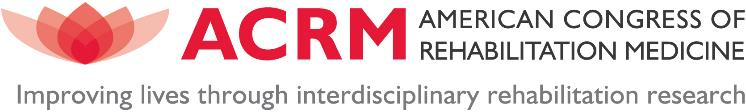 ACRM AMERICAN CONGRESS OF
REHABILITATION MEDICINE
Improving lives through interdisciplinary rehabilitation research